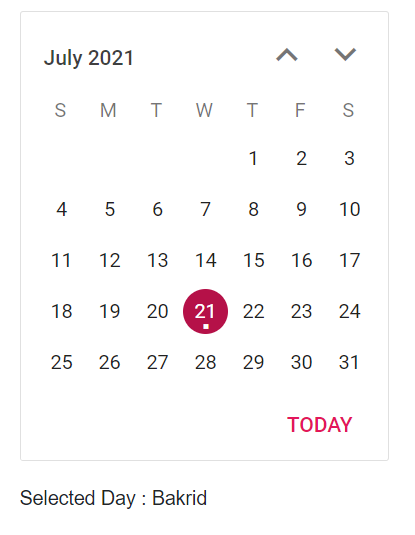 July 2021
S M T W T F S
1 2 3
4 5 6 7 8 9 10
11 12 13 14 15 16 17
18 19 20 21 22 23 24
25 26 27 28 29 30 31
TODAY
Selected Day : Bakrid